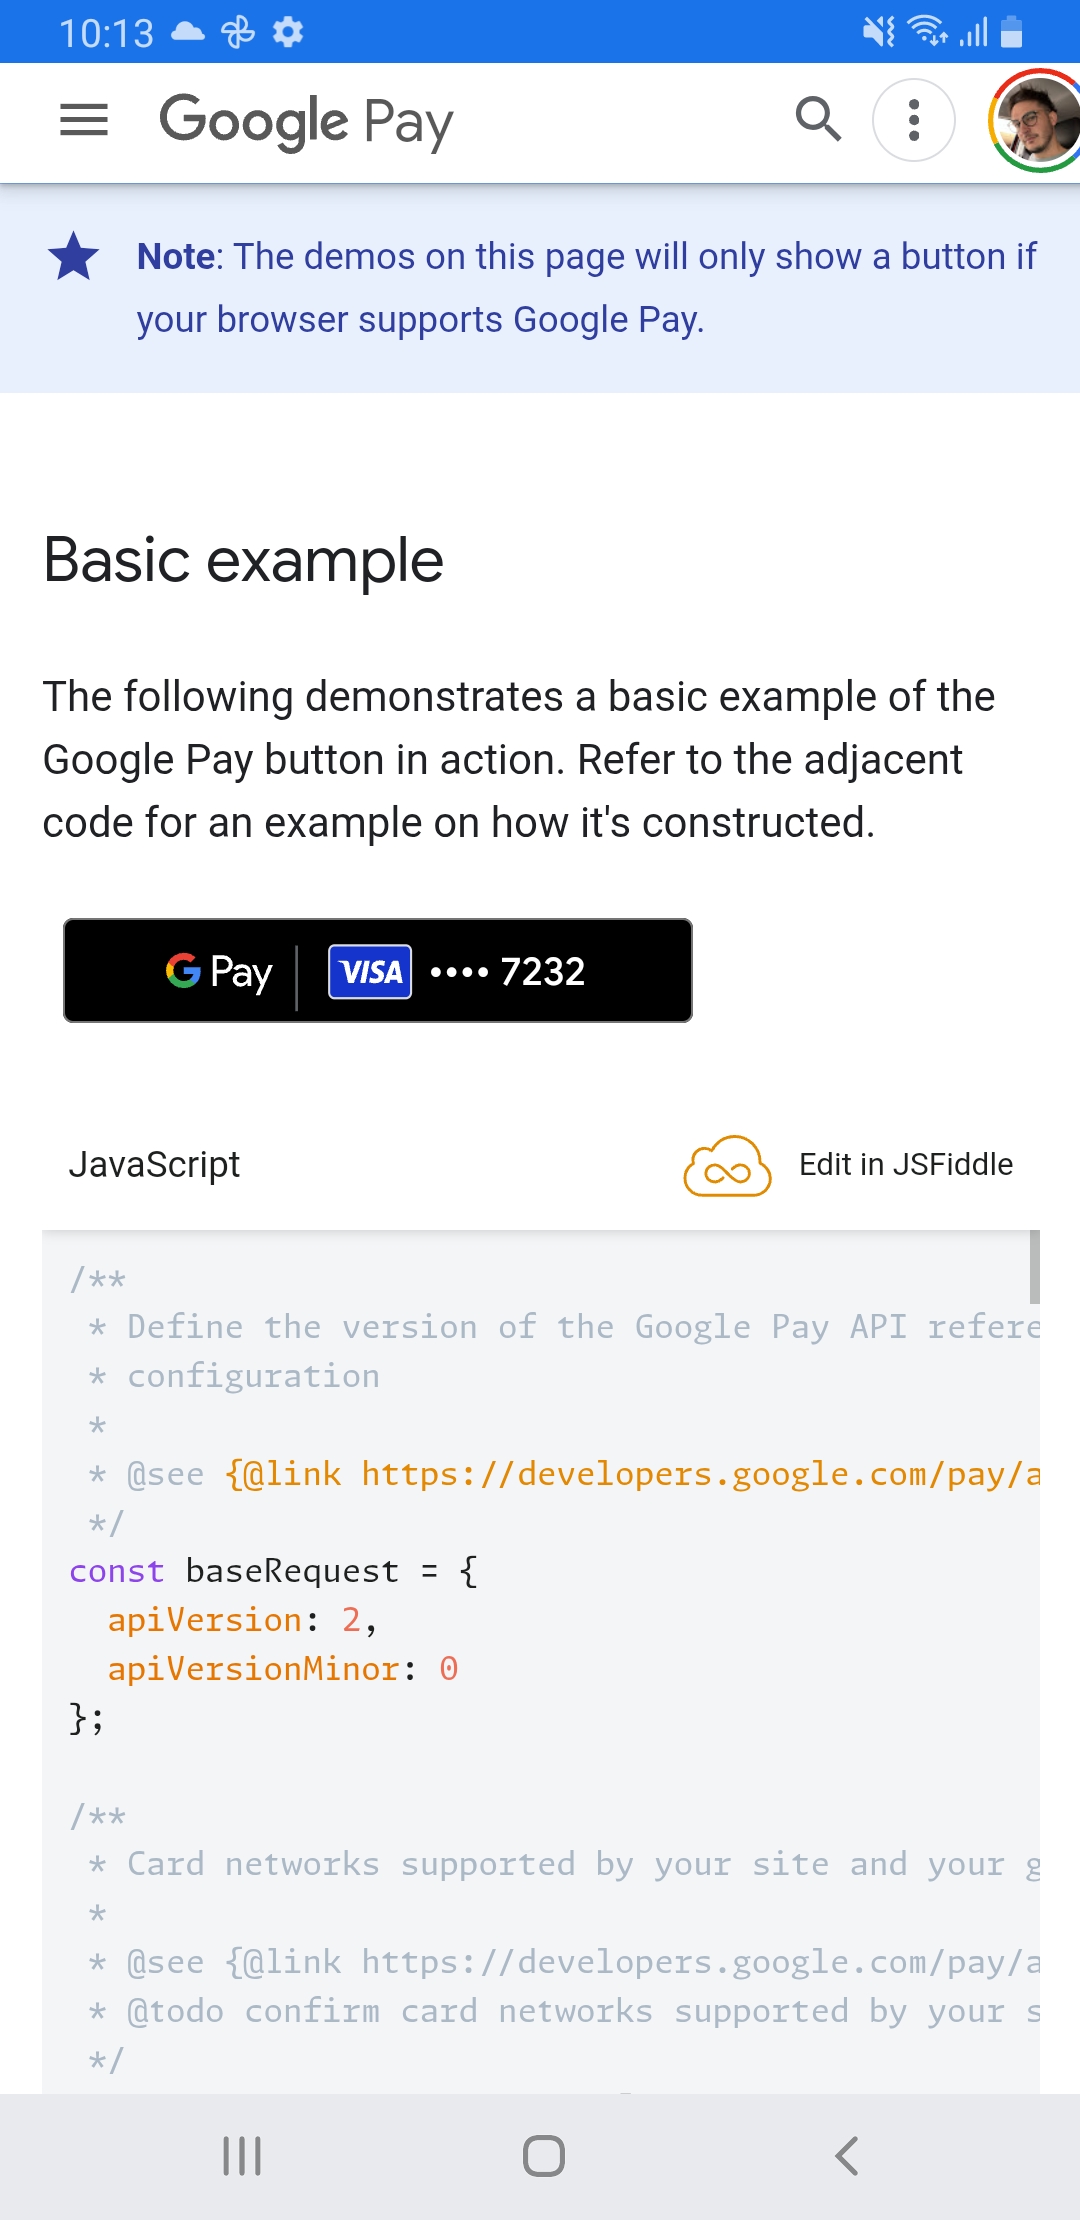 10:13
Google Pay
Note: The demos on this page will only show a button if
your browser supports Google Pay.
Basic example
The following demonstrates a basic example of the
Google Pay button in action. Refer to the adjacent
code for an example on how it's constructed.
G Pay | VISA •••• 7232
JavaScript
Edit in JSFiddle
/**
 * Define the version of the Google Pay API refere
 * configuration
 *
 * @see {@link https://developers.google.com/pay/a
 */
const baseRequest = {
  apiVersion: 2,
  apiVersionMinor: 0
};
/**
 * Card networks supported by your site and your g
 *
 * @see {@link https://developers.google.com/pay/a
 * @todo confirm card networks supported by your s
 */